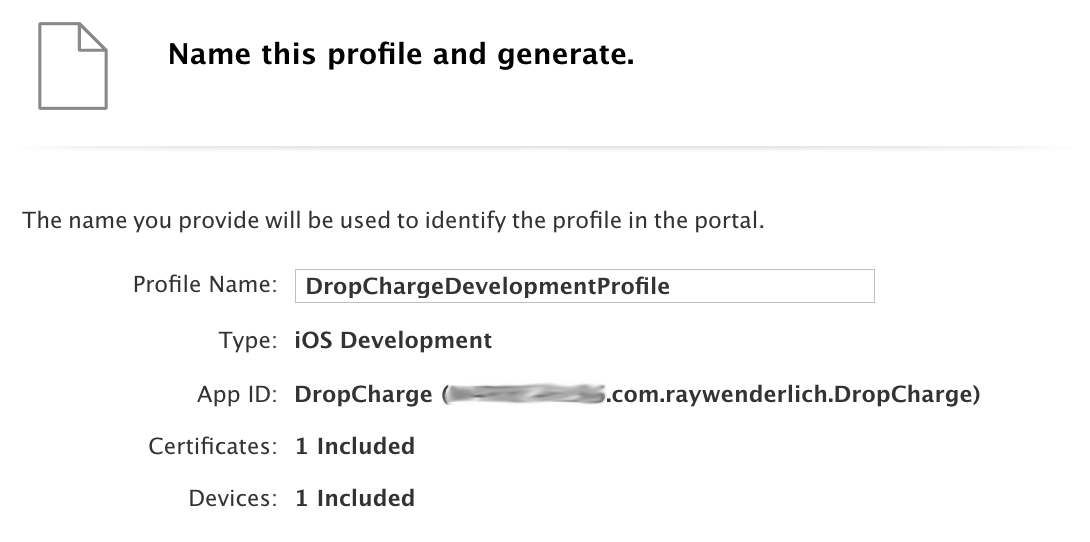 Name this profile and generate.
The name you provide will be used to identify the profile in the portal.
Profile Name: DropChargeDevelopmentProfile
Type: iOS Development
App ID: DropCharge (.com.raywenderlich.DropCharge)
Certificates: 1 Included
Devices: 1 Included